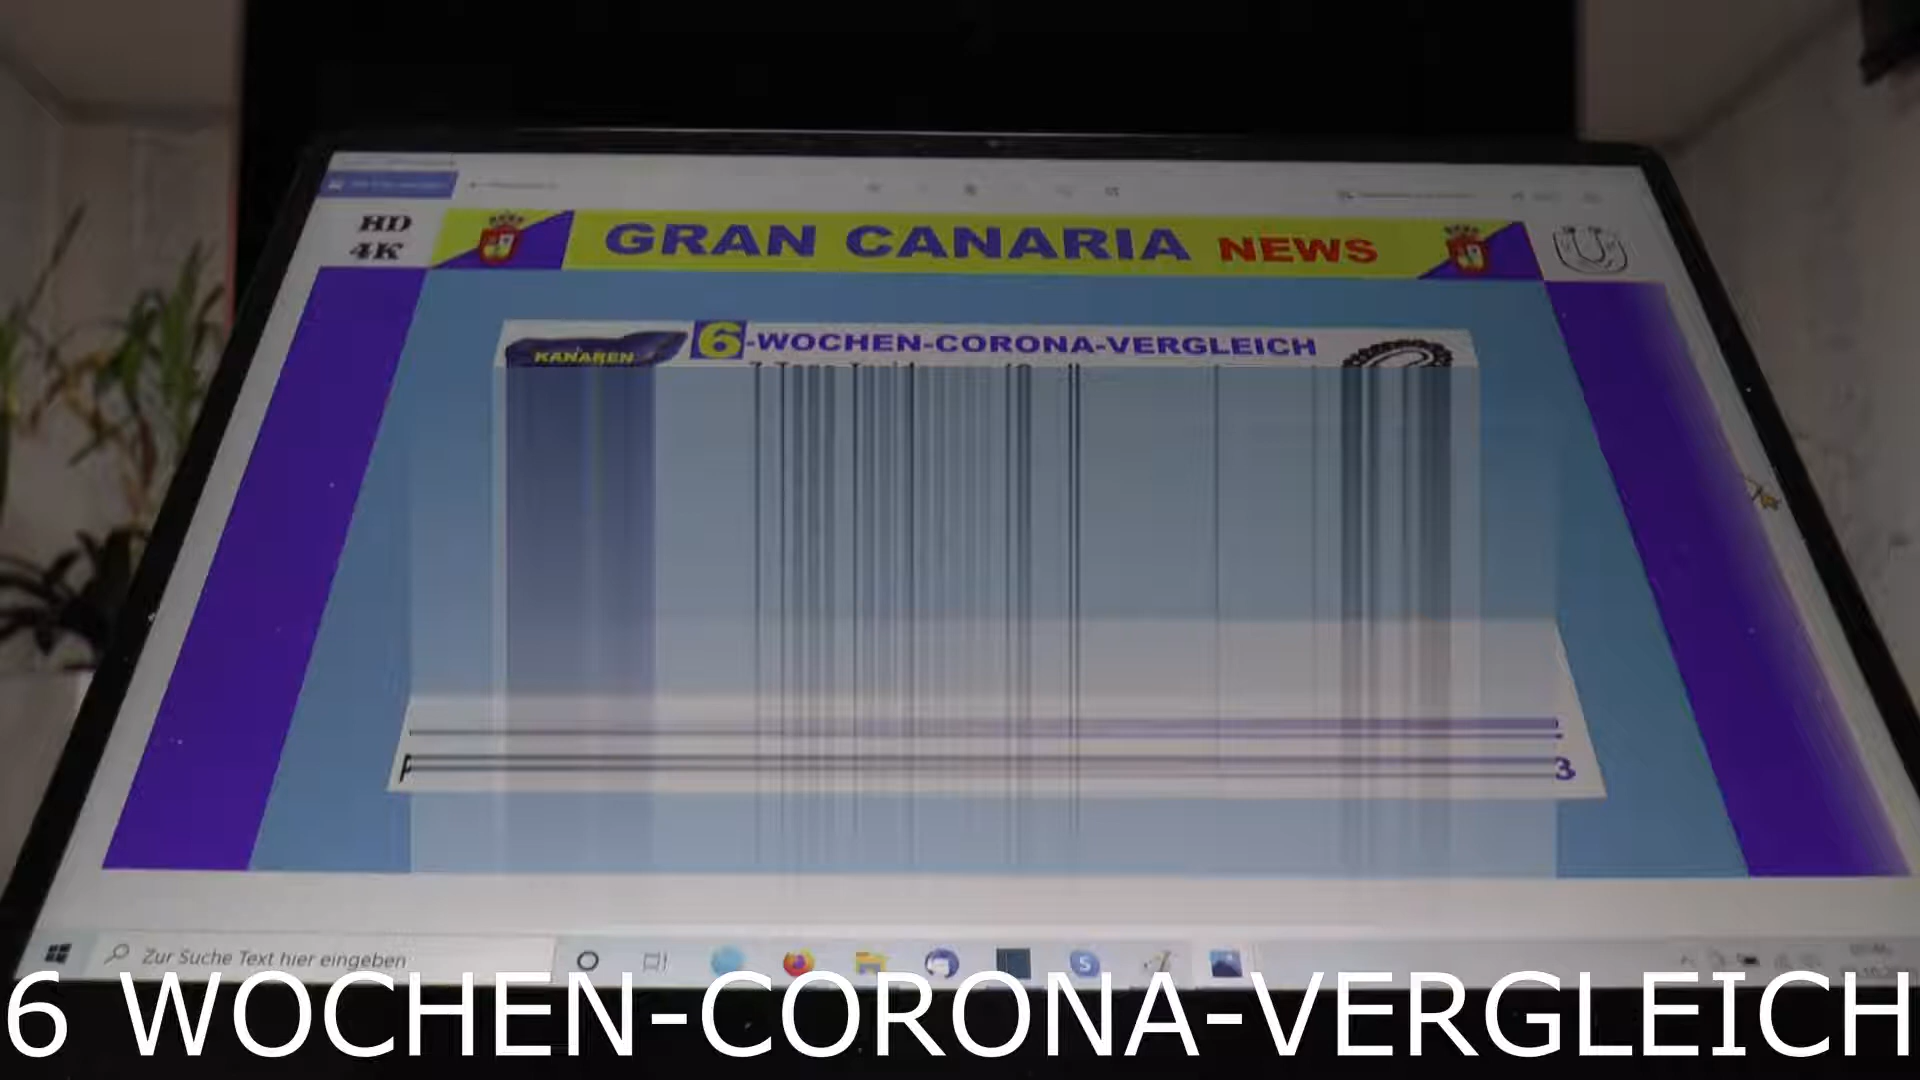 HD
4K
GRAN CANARIA NEWS
KANAREN
6-WOCHEN-CORONA-VERGLEICH
3
Zur Suche Text hier eingeben
6 WOCHEN-CORONA-VERGLEICH